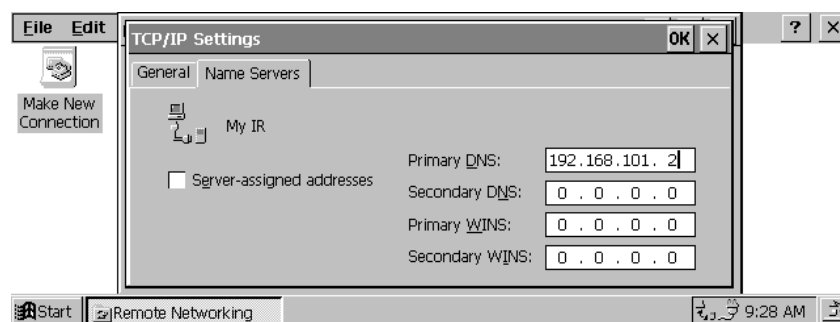 File Edit
? ×
TCP/IP Settings
OK ×
General Name Servers
Make New
Connection
My IR
Server-assigned addresses
Primary DNS: 192.168.101. 2
Secondary DNS: 0 . 0 . 0 . 0
Primary WINS: 0 . 0 . 0 . 0
Secondary WINS: 0 . 0 . 0 . 0
Start Remote Networking 9:28 AM